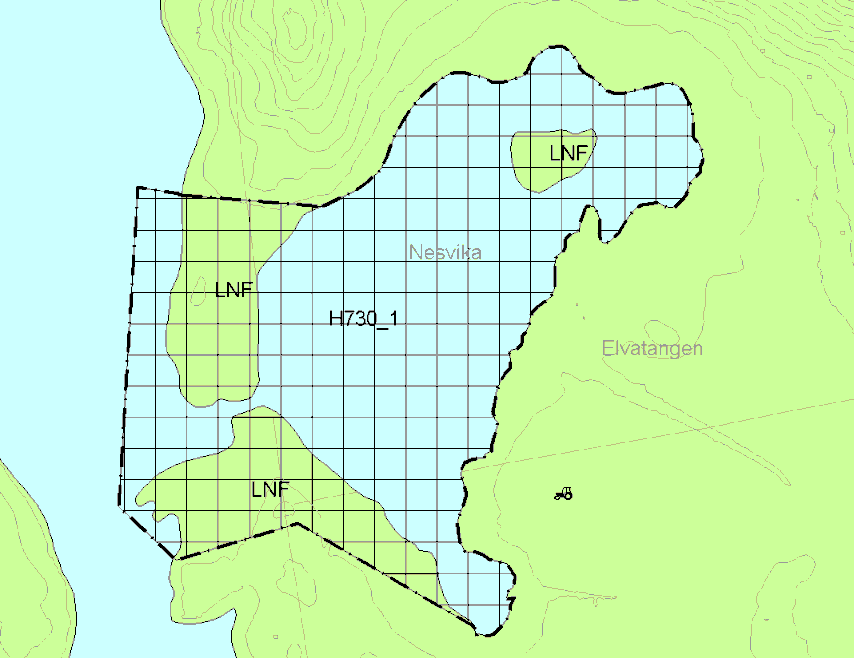 LNF
Nesvika
LNF
H730_1
Elvatangen
LNF